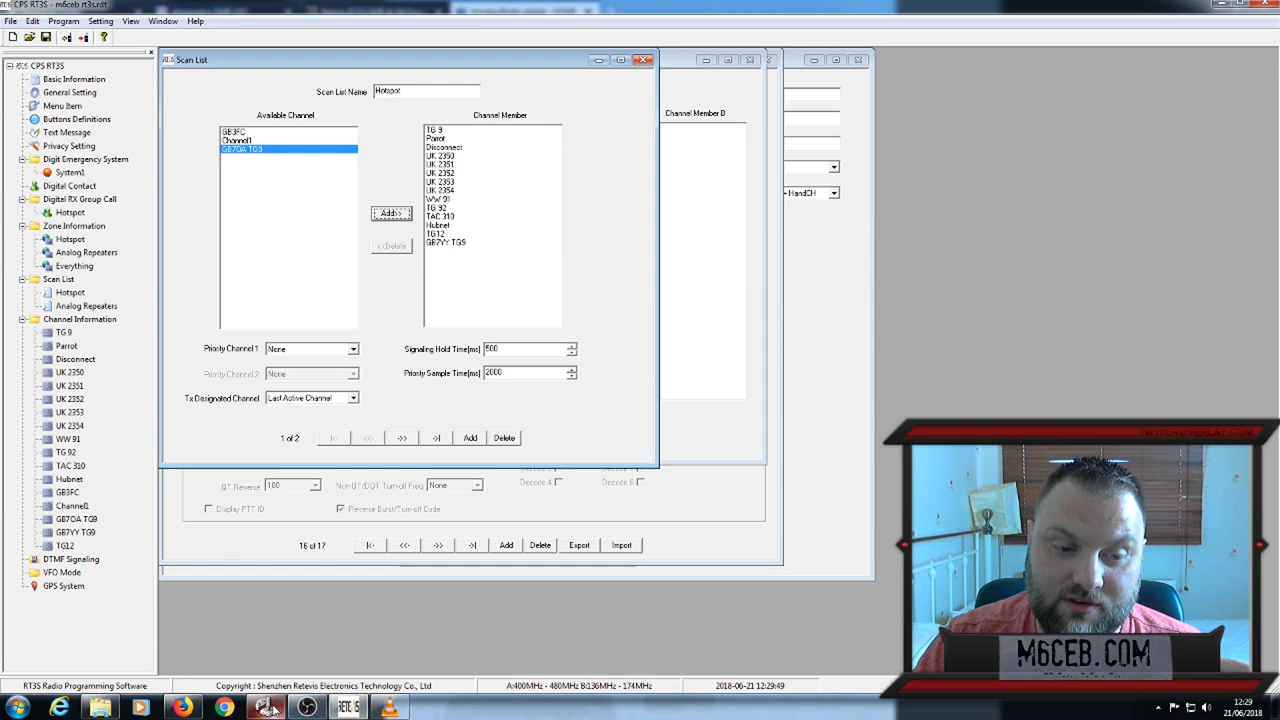 CPS RT3S - m6ceb rt3s.rdt
File Edit Program Setting View Window Help
CPS RT3S
Basic Information
General Setting
Menu Item
Buttons Definitions
Text Message
Privacy Setting
Digit Emergency System
System1
Digital Contact
Digital RX Group Call
Hotspot
Zone Information
Hotspot
Analog Repeaters
Everything
Scan List
Hotspot
Analog Repeaters
Channel Information
TG 9
Parrot
Disconnect
UK 2350
UK 2351
UK 2352
UK 2353
UK 2354
WW 91
TG 92
TAC 310
Hubnet
GB3FC
Channel1
GB7OA TG9
GB7YY TG9
TG12
DTMF Signaling
VFO Mode
GPS System
Scan List
Scan List Name Hotspot
Available Channel
GB3FC
Channel1
GB7OA TG9
Add>>
<<Delete
Channel Member
TG 9
Parrot
Disconnect
UK 2350
UK 2351
UK 2352
UK 2353
UK 2354
WW 91
TG 92
TAC 310
Hubnet
TG12
GB7YY TG9
Priority Channel 1 None
Priority Channel 2 None
Tx Designated Channel Last Active Channel
Signaling Hold Time[ms] 500
Priority Sample Time[ms] 2000
1 of 2 |<- << >> ->| Add Delete
Channel Member B
+ HandCH
QT Reverse 180 Non-QT/DQT Turn-off Freq None
Decode 4 Decode 8
Display PTT ID Reverse Burst/Turn-off Code
16 of 17 |<- << >> ->| Add Delete Export Import
TWITCHOVERLAY.COM
M6CEB.COM
RT3S Radio Programming Software Copyright : Shenzhen Retevis Electronics Technology Co., Ltd A:400MHz - 480MHz B:136MHz - 174MHz 2018-06-21 12:29:49
RETEVIS
12:29
21/06/2018